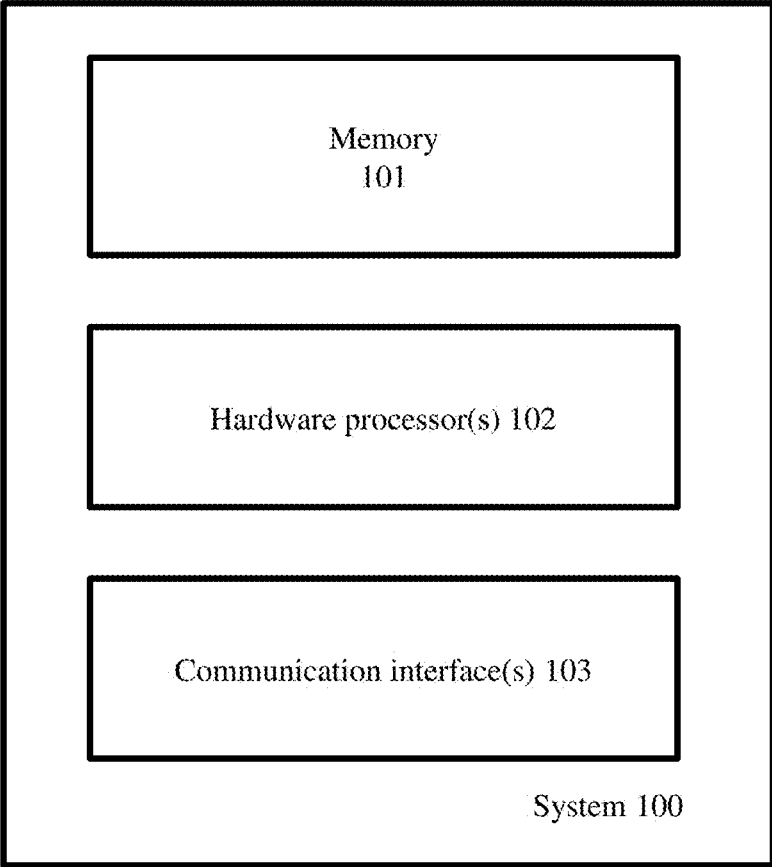 Memory
101
Hardware processor(s) 102
Communication interface(s) 103
System 100